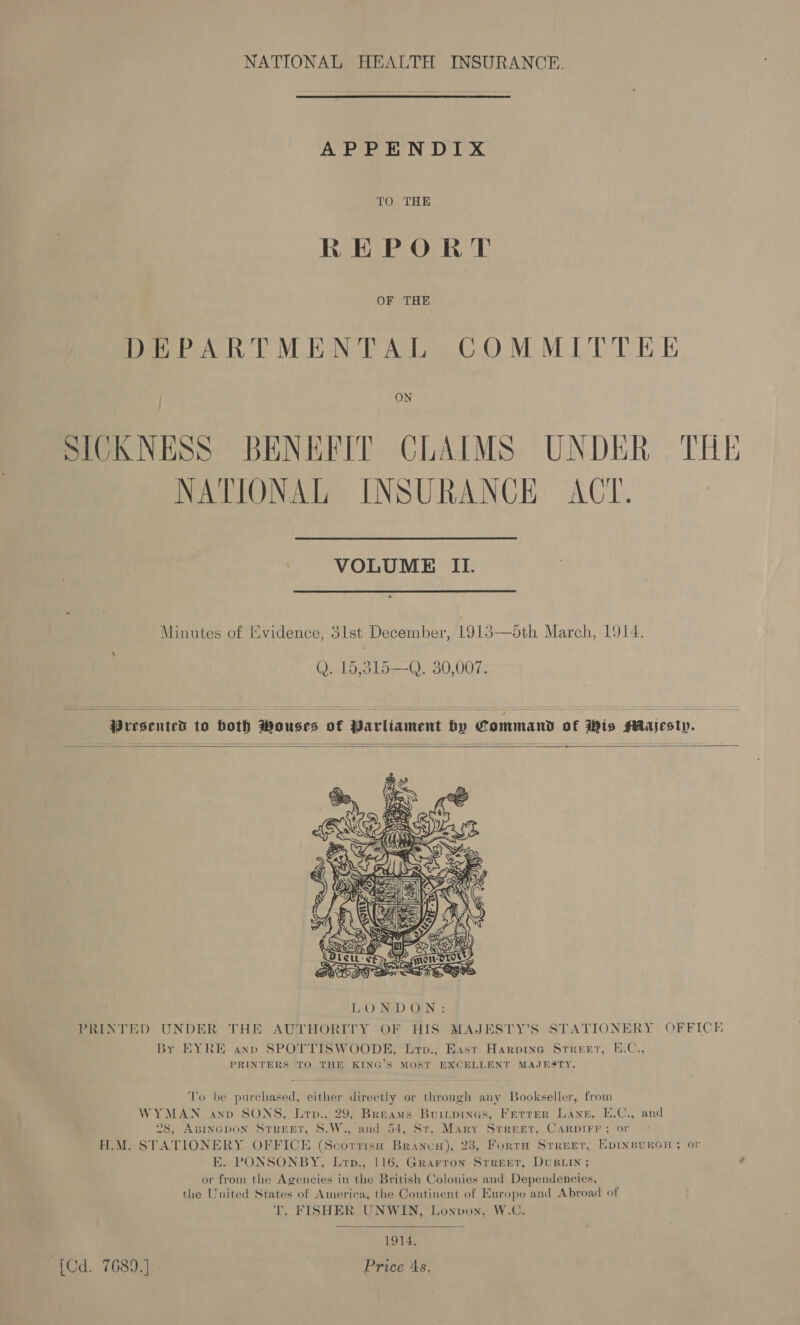 NATIONAL HEALTH INSURANCE.
APPENDIX
TO THE
REPORT
OF THE
DEPARTMENTAL COMMITTEE
ON
SICKNESS BENEFIT CLAIMS UNDER THE
NATIONAL INSURANCE ACT.
VOLUME II.
Minutes of Evidence, 31st December, 1913—5th March, 1914.
Q. 15,315—Q. 30,007.
Presented to both Houses of Parliament by Command of His Majesty.
DIEU ET MON DROIT
LONDON:
PRINTED UNDER THE AUTHORITY OF HIS MAJESTY'S STATIONERY OFFICE
By EYRE AND SPOTTISWOODE, LTD., EAST HARDING STREET, E.C.,
PRINTERS TO THE KING'S MOST EXCELLENT MAJESTY.
To be purchased, either directly or through any Bookseller, from
WYMAN AND SONS, LTD., 29, BREAMS BUILDINGS, FETTER LANE, E.C., and
28, ABINGDON STREET, S.W., and 54, ST. MARY STREET, CARDIFF; or
H.M. STATIONERY OFFICE (SCOTTISH BRANCH), 23, FORTH STREET, EDINBURGH; or
E. PONSONBY, LTD., 116, GRAFTON STREET, DUBLIN;
or from the Agencies in the British Colonies and Dependencies,
the United States of America, the Continent of Europe and Abroad of
T. FISHER UNWIN, LONDON, W.C.
1914.
[Cd. 7689.] Price 4s.